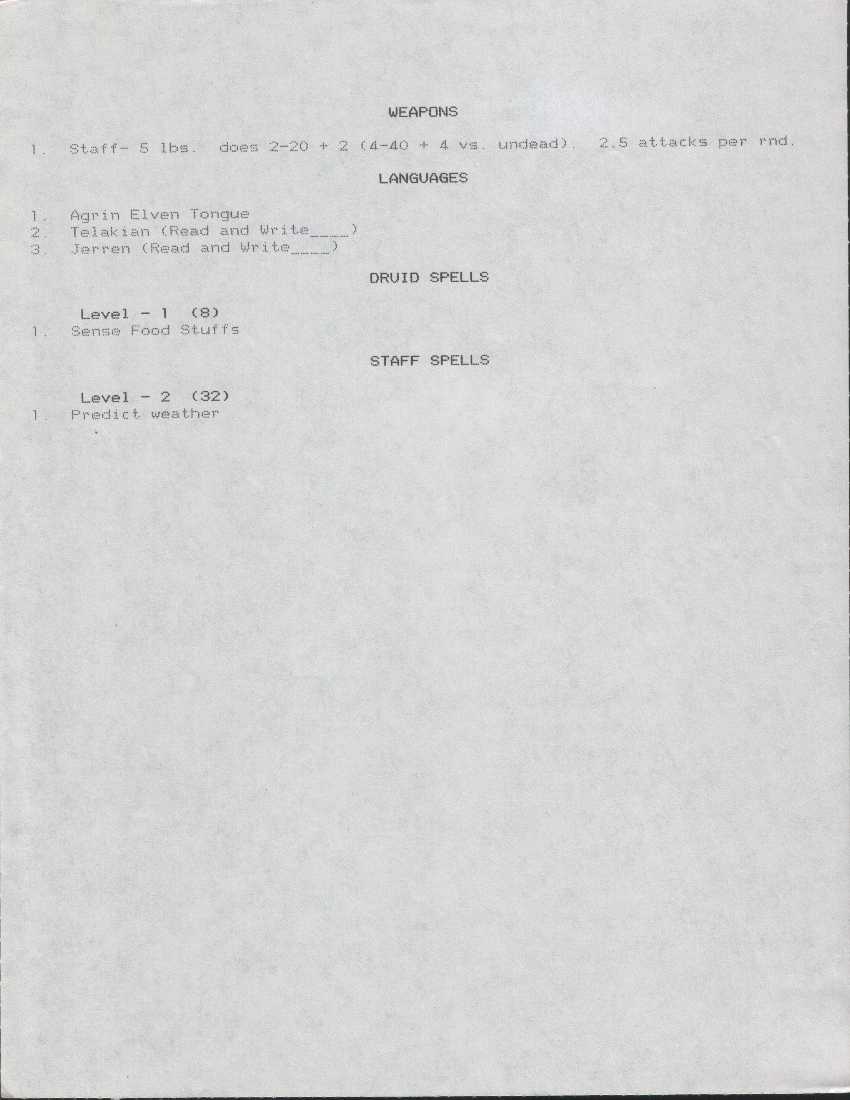 WEAPONS
1. Staff- 5 lbs. does 2-20 + 2 (4-40 + 4 vs. undead). 2.5 attacks per rnd.
LANGUAGES
1. Agrin Elven Tongue
2. Telakian (Read and Write____)
3. Jerren (Read and Write____)
DRUID SPELLS
Level - 1 (8)
1. Sense Food Stuffs
STAFF SPELLS
Level - 2 (32)
1. Predict weather